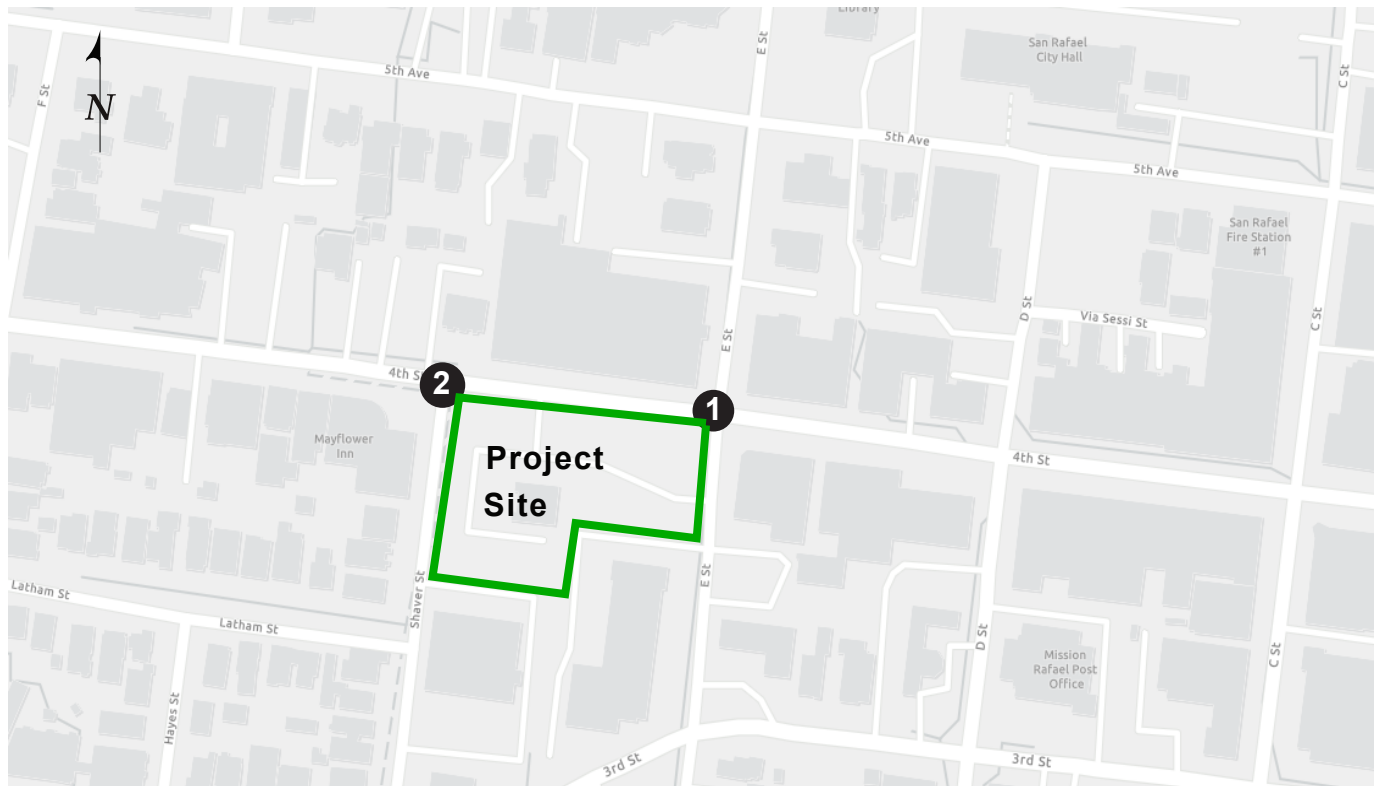 Library
E St
San Rafael
City Hall
C St
5th Ave
F St
N
5th Ave
5th Ave
San Rafael
Fire Station
#1
D St
Via Sessi St
C St
E St
4th St
2
1
Mayflower
Inn
Project
Site
4th St
Latham St
Shaver St
E St
Latham St
D St
Mission
Rafael Post
Office
C St
Hayes St
3rd St
3rd St